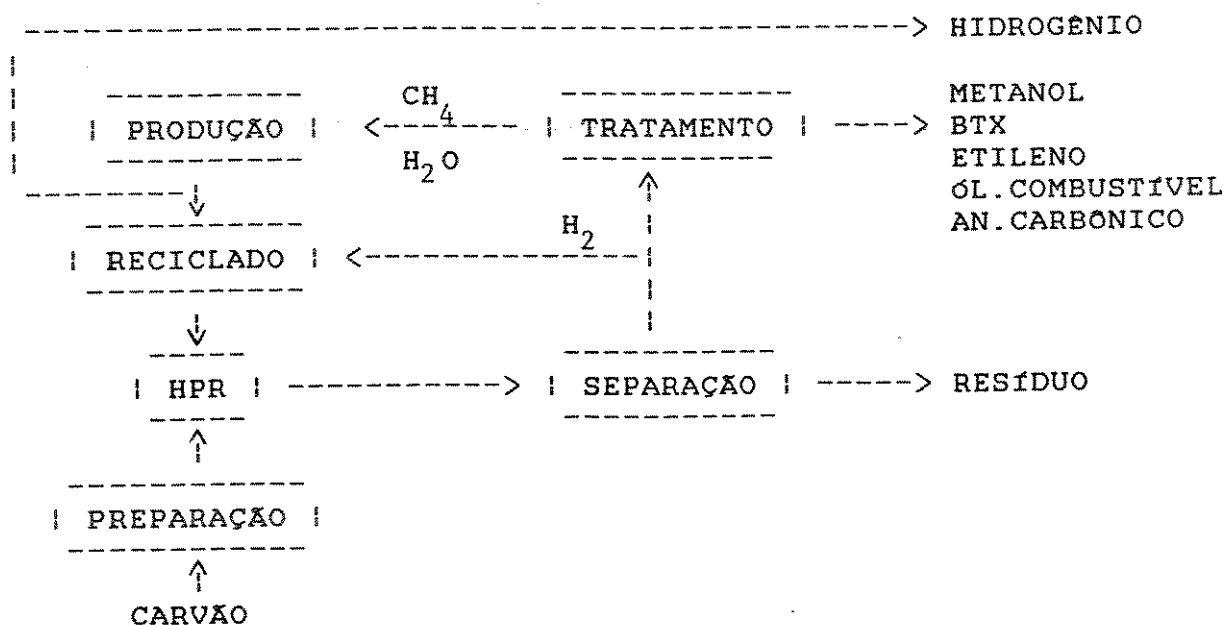 HIDROGÊNIO
CH4 METANOL
PRODUÇÃO TRATAMENTO BTX
H2O ETILENO
ÓL.COMBUSTÍVEL
H2 AN.CARBÔNICO
RECICLADO
HPR SEPARAÇÃO RESÍDUO
PREPARAÇÃO
CARVÃO